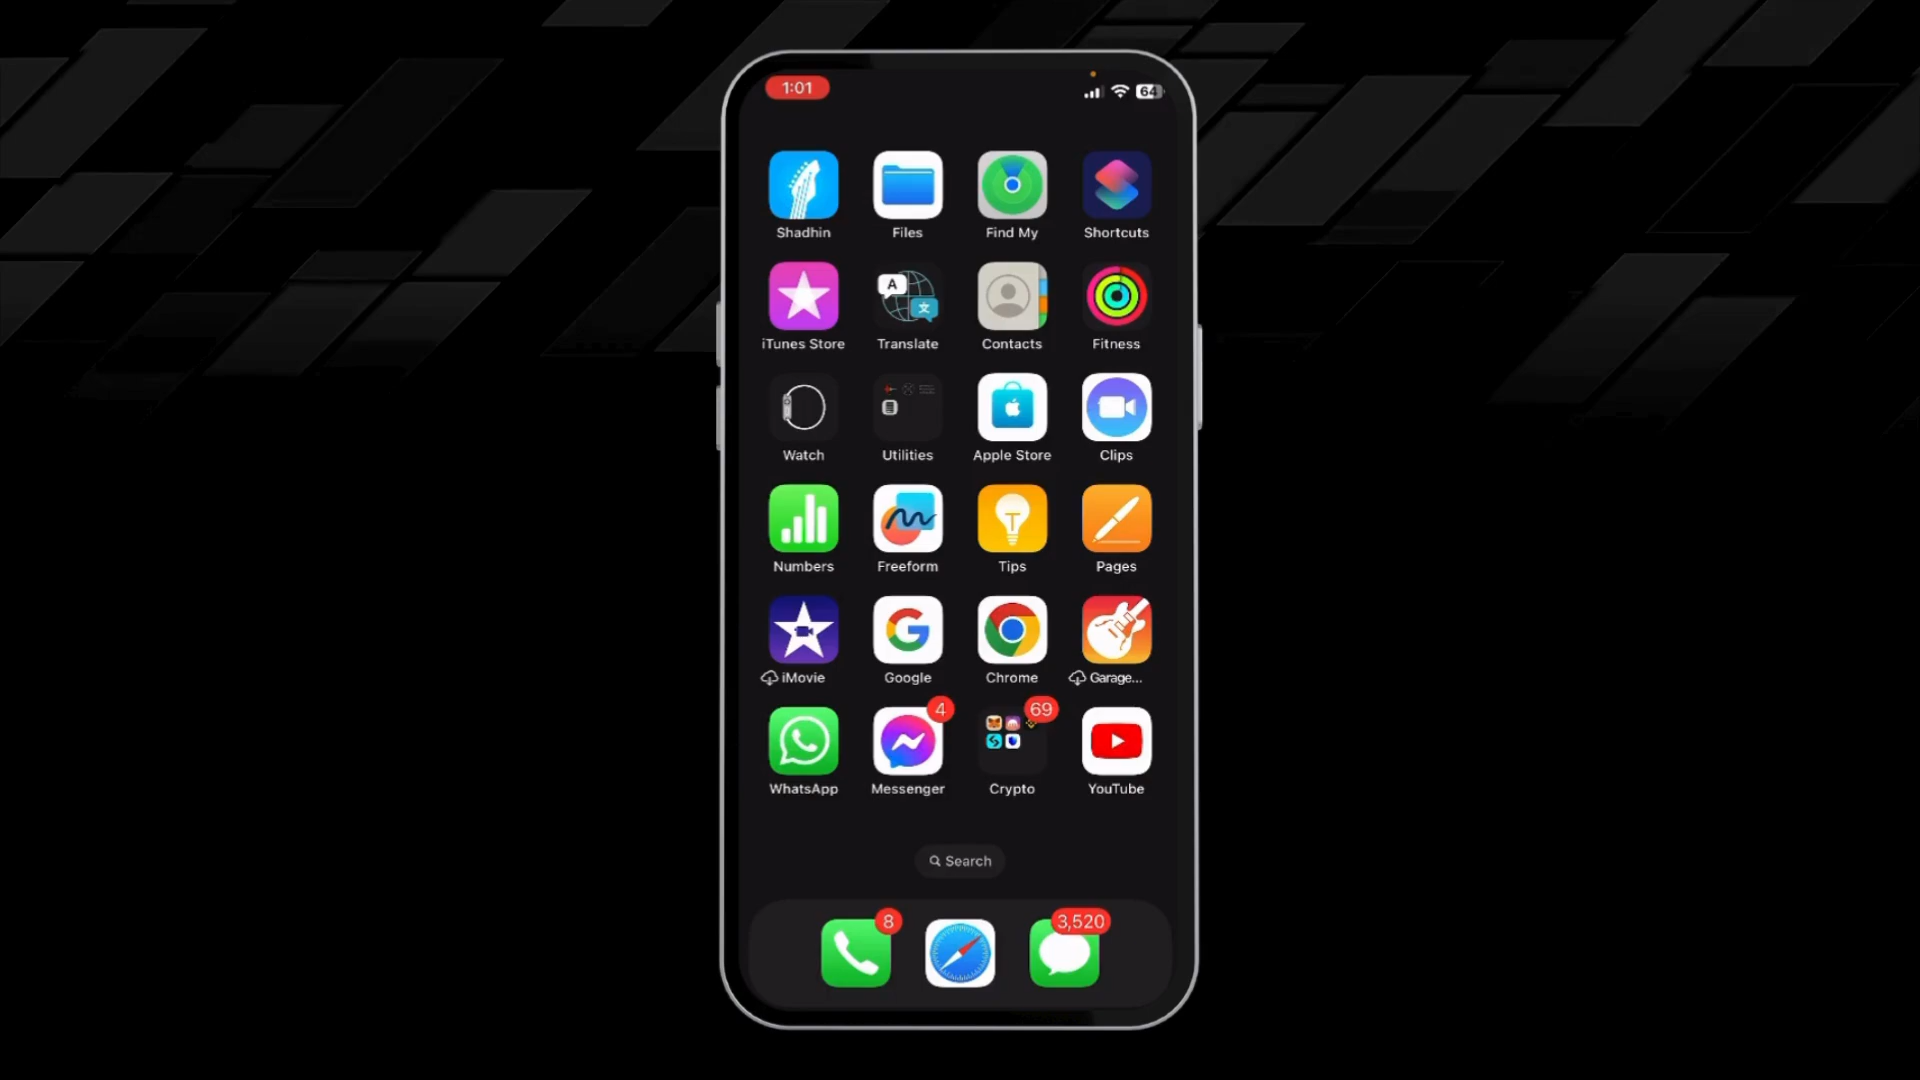 1:01 64
Shadhin Files Find My Shortcuts
A 文
iTunes Store Translate Contacts Fitness
Watch Utilities Apple Store Clips
T
Numbers Freeform Tips Pages
G
iMovie Google Chrome Garage...
4 69
WhatsApp Messenger Crypto YouTube
Search
8 3,520